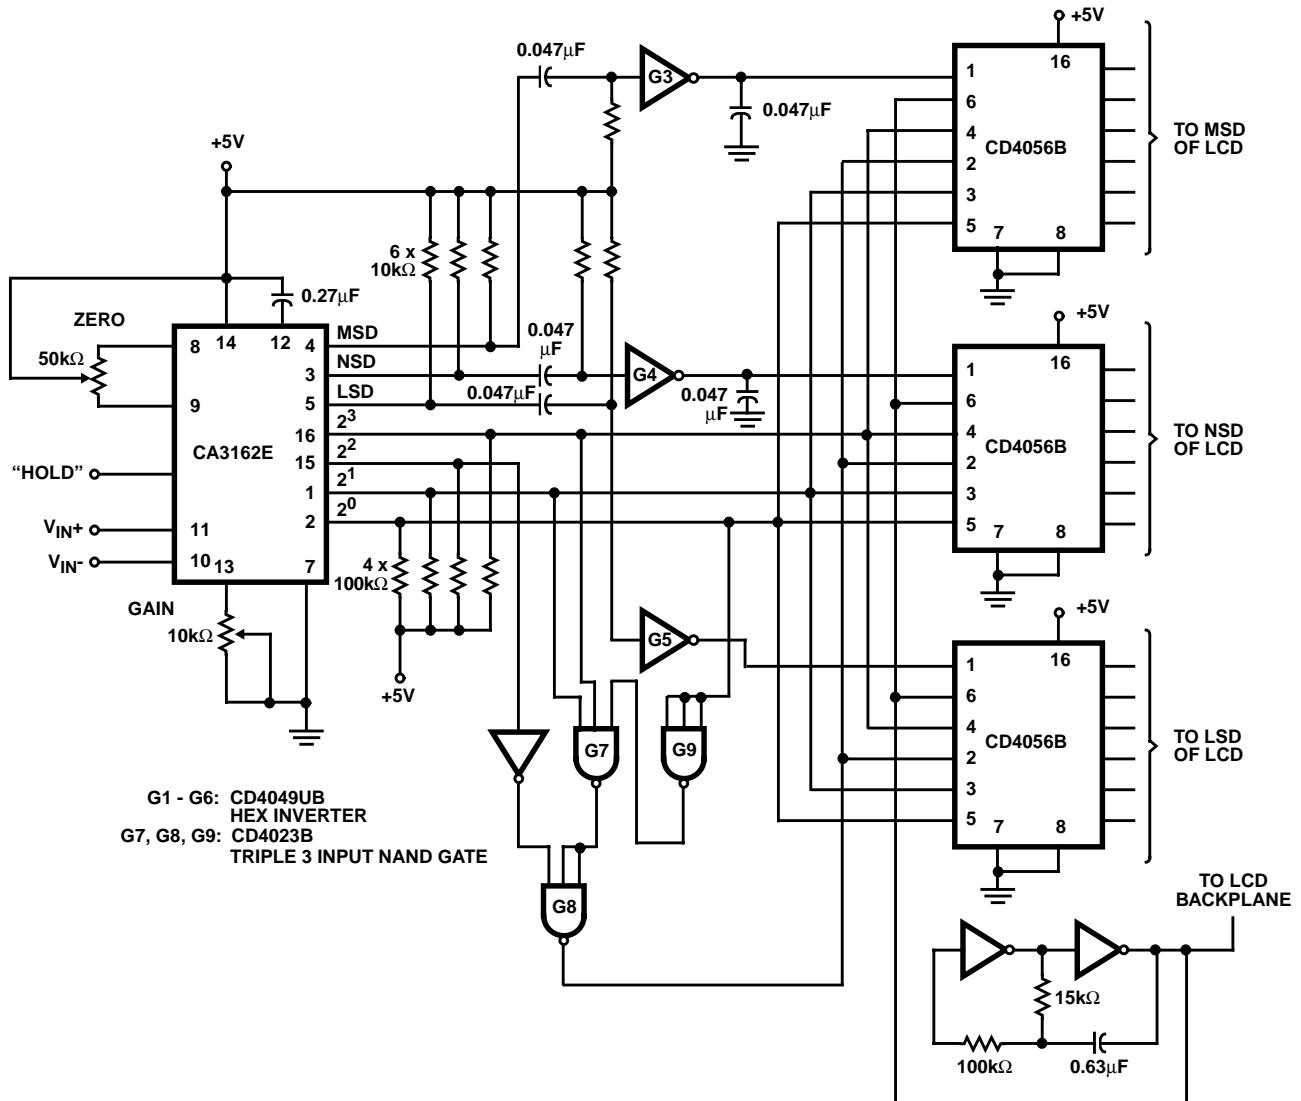 +5V
0.047μF
G3
0.047μF
1
6
4
2
3
5
16
CD4056B
7
8
TO MSD
OF LCD
+5V
6 x
10kΩ
0.27μF
ZERO
50kΩ
8
14
12
4
MSD
3
NSD
5
LSD
9
CA3162E
16
2³
15
2²
1
2¹
2
2⁰
"HOLD"
VIN+
11
VIN-
10
13
7
0.047
μF
0.047μF
G4
0.047
μF
+5V
1
6
4
2
3
5
16
CD4056B
7
8
TO NSD
OF LCD
GAIN
10kΩ
4 x
100kΩ
+5V
G5
G7
G9
G8
+5V
1
6
4
2
3
5
16
CD4056B
7
8
TO LSD
OF LCD
G1 - G6: CD4049UB
HEX INVERTER
G7, G8, G9: CD4023B
TRIPLE 3 INPUT NAND GATE
TO LCD
BACKPLANE
15kΩ
100kΩ
0.63μF